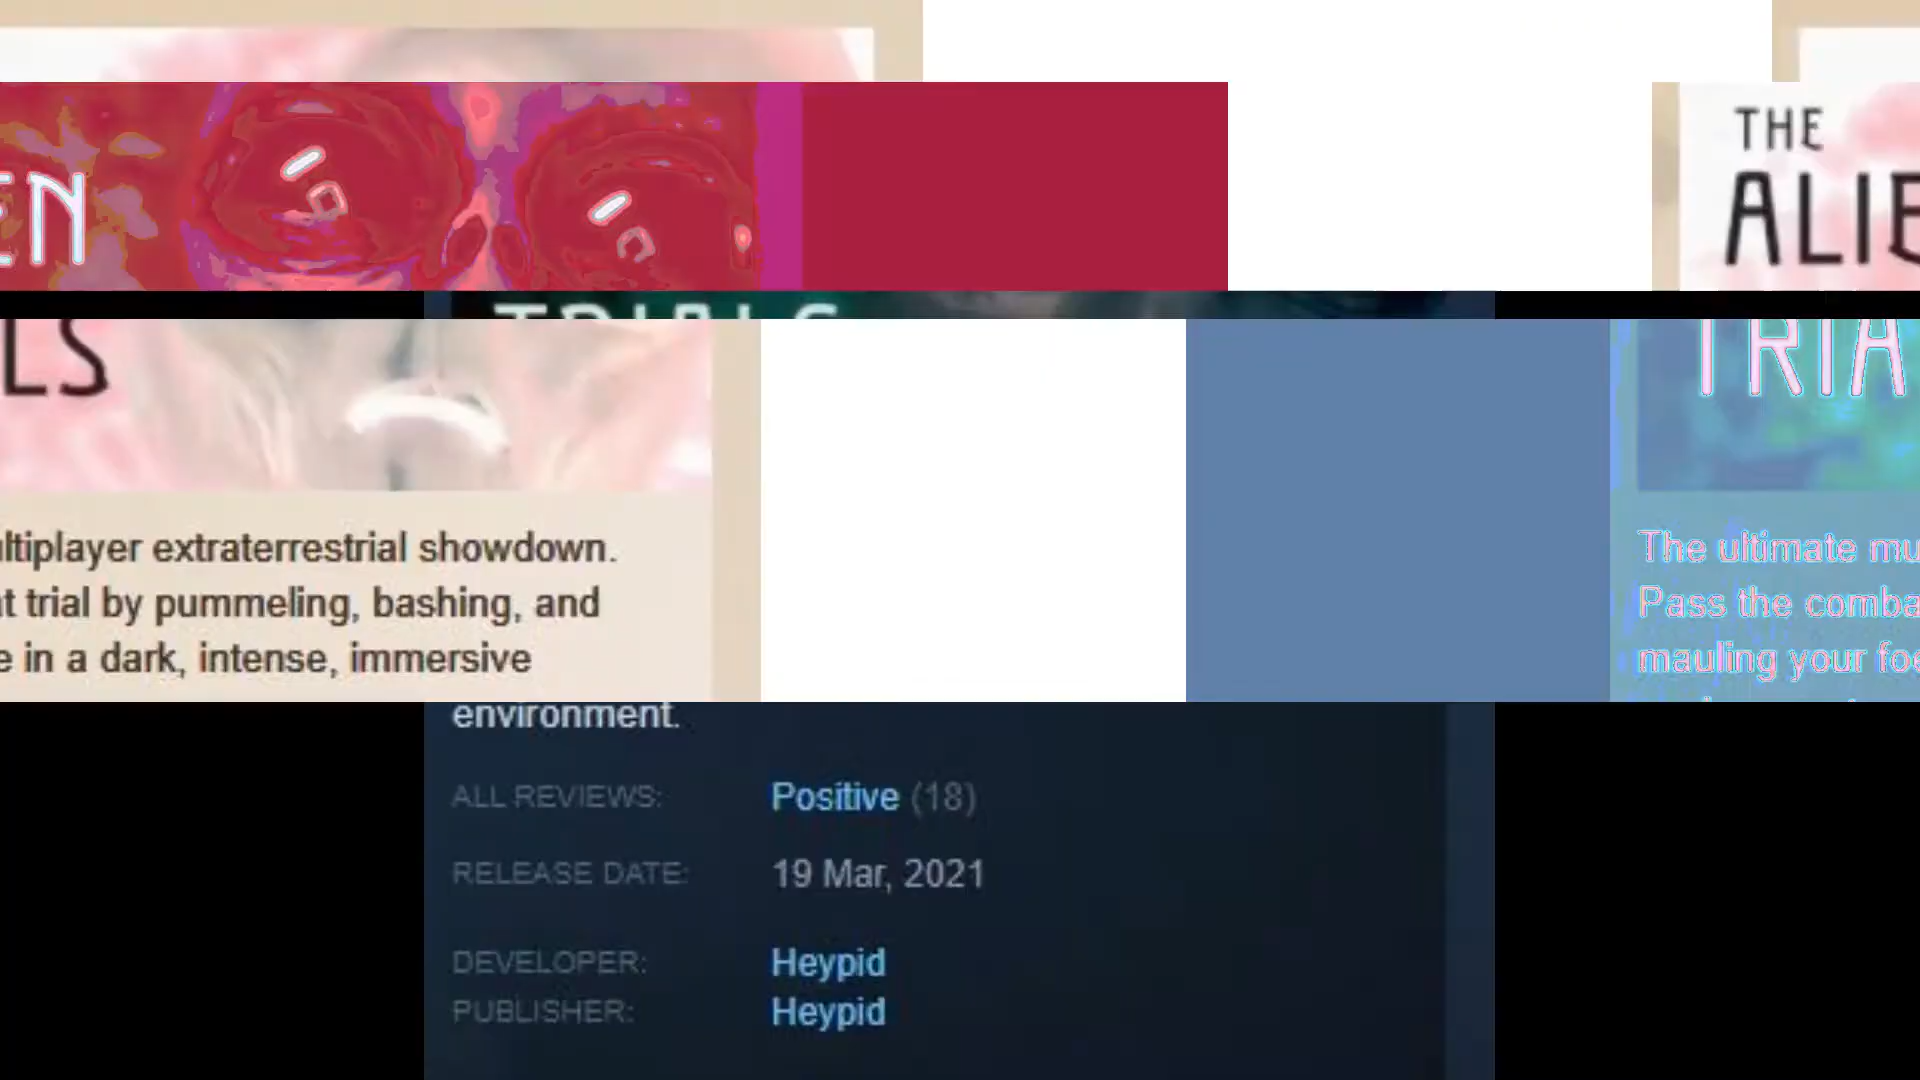 EN
THE
ALIE
TRIALS
LS
TRIA
ltiplayer extraterrestrial showdown.
t trial by pummeling, bashing, and
e in a dark, intense, immersive
The ultimate mu
Pass the comba
mauling your foe
environment.
ALL REVIEWS: Positive (18)
RELEASE DATE: 19 Mar, 2021
DEVELOPER: Heypid
PUBLISHER: Heypid